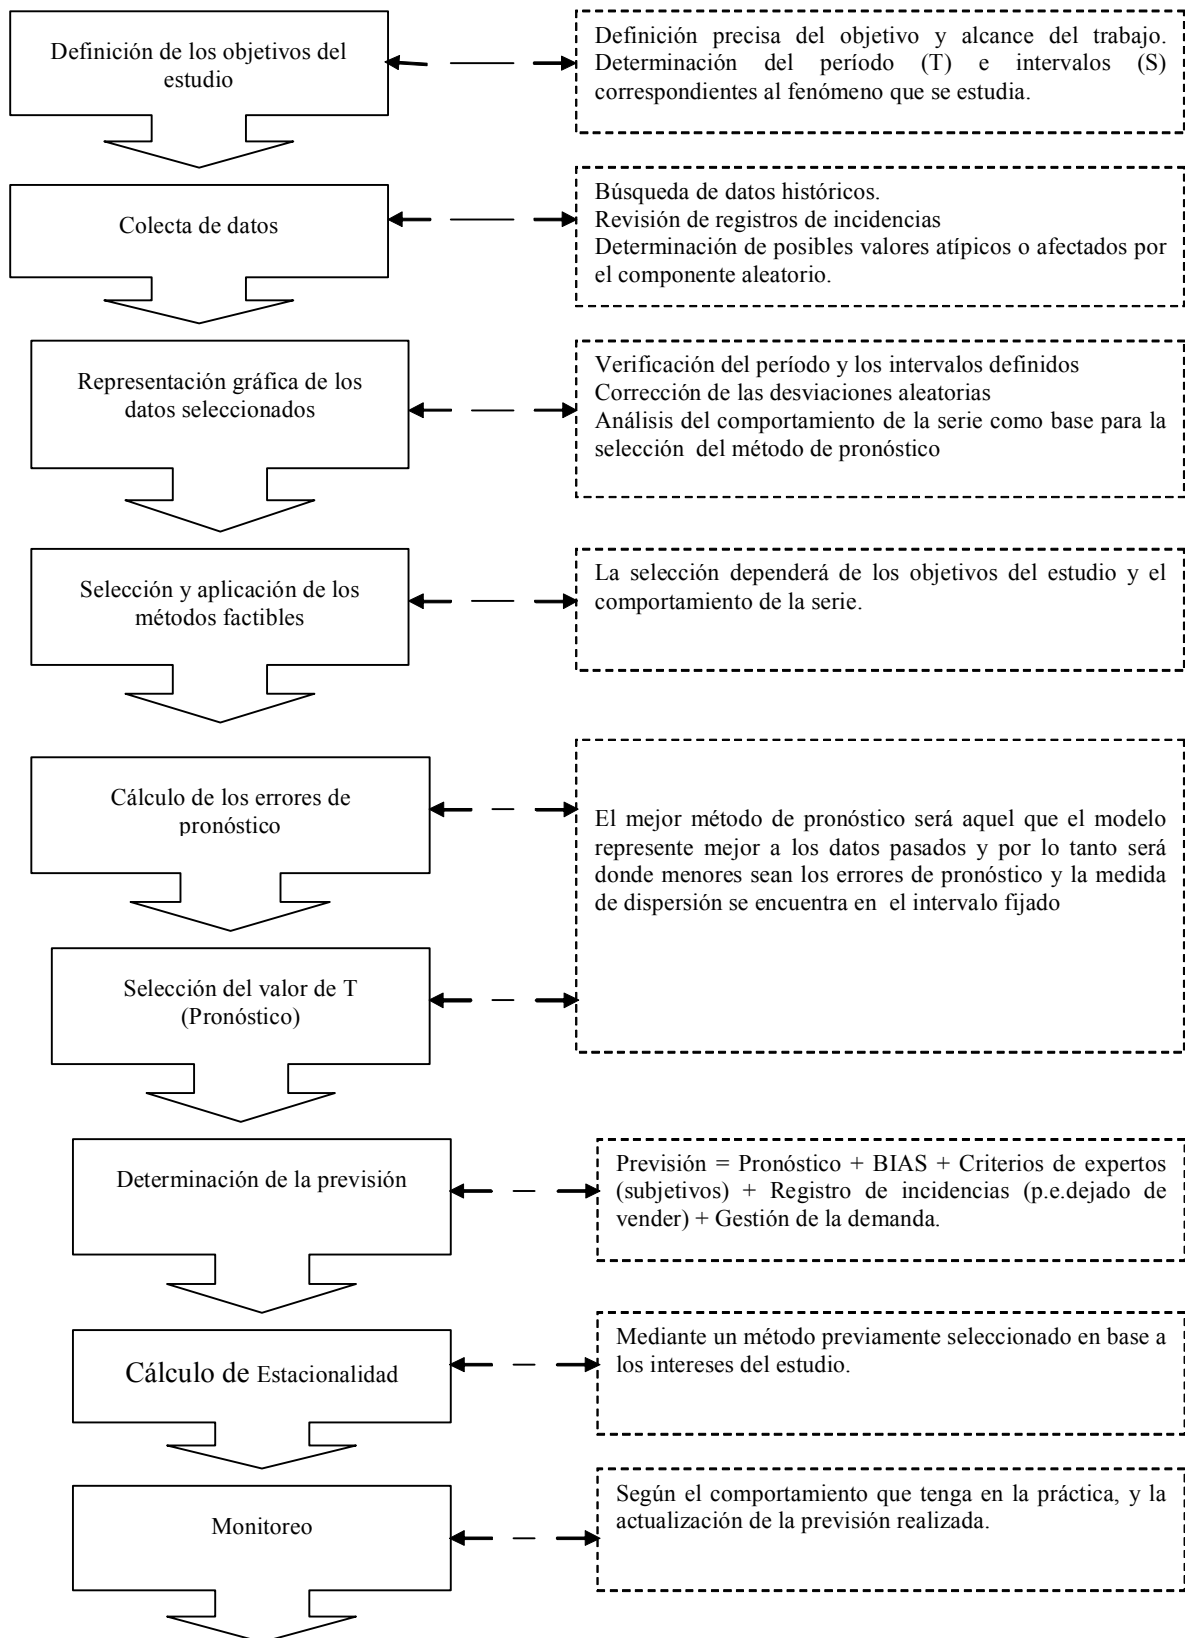 Definición de los objetivos del
estudio
Definición precisa del objetivo y alcance del trabajo.
Determinación del período (T) e intervalos (S)
correspondientes al fenómeno que se estudia.
Colecta de datos
Búsqueda de datos históricos.
Revisión de registros de incidencias
Determinación de posibles valores atípicos o afectados por
el componente aleatorio.
Representación gráfica de los
datos seleccionados
Verificación del período y los intervalos definidos
Corrección de las desviaciones aleatorias
Análisis del comportamiento de la serie como base para la
selección del método de pronóstico
Selección y aplicación de los
métodos factibles
La selección dependerá de los objetivos del estudio y el
comportamiento de la serie.
Cálculo de los errores de
pronóstico
El mejor método de pronóstico será aquel que el modelo
represente mejor a los datos pasados y por lo tanto será
donde menores sean los errores de pronóstico y la medida
de dispersión se encuentra en el intervalo fijado
Selección del valor de T
(Pronóstico)
Determinación de la previsión
Previsión = Pronóstico + BIAS + Criterios de expertos
(subjetivos) + Registro de incidencias (p.e.dejado de
vender) + Gestión de la demanda.
Cálculo de Estacionalidad
Mediante un método previamente seleccionado en base a
los intereses del estudio.
Monitoreo
Según el comportamiento que tenga en la práctica, y la
actualización de la previsión realizada.